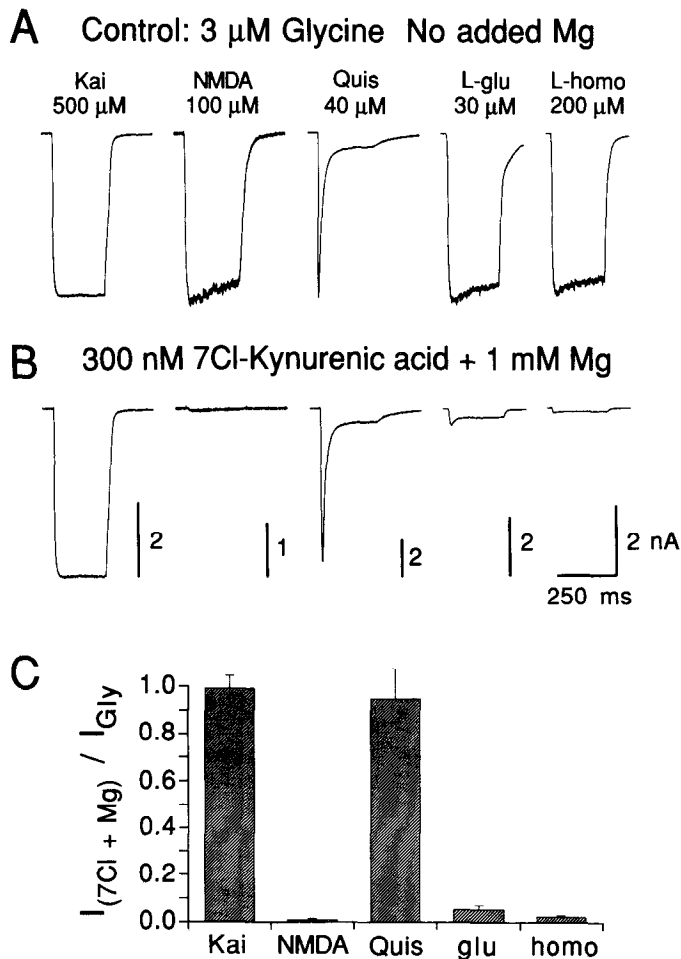 A Control: 3 μM Glycine No added Mg
Kai NMDA Quis L-glu L-homo
500 μM 100 μM 40 μM 30 μM 200 μM
B 300 nM 7Cl-Kynurenic acid + 1 mM Mg
2 1 2 2 2 nA
250 ms
C
I(7Cl + Mg) / IGly
1.0
0.8
0.6
0.4
0.2
0.0
Kai NMDA Quis glu homo